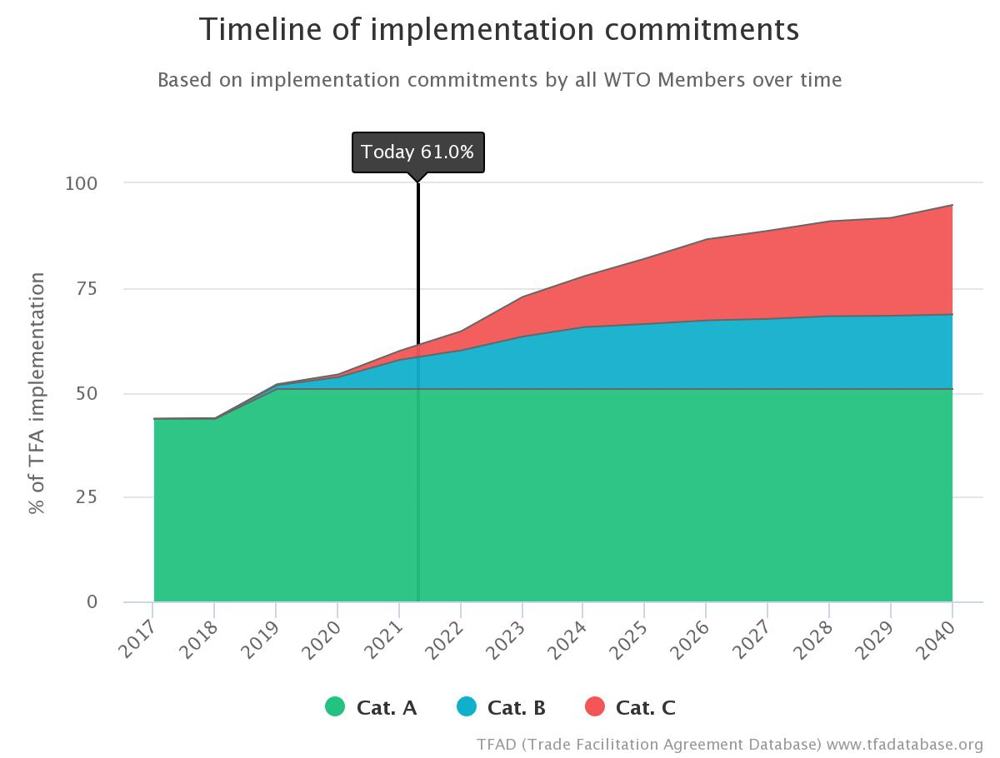 Timeline of implementation commitments
Based on implementation commitments by all WTO Members over time
Today 61.0%
% of TFA implementation
100
75
50
25
0
2017
2018
2019
2020
2021
2022
2023
2024
2025
2026
2027
2028
2029
2040
Cat. A
Cat. B
Cat. C
TFAD (Trade Facilitation Agreement Database) www.tfadatabase.org